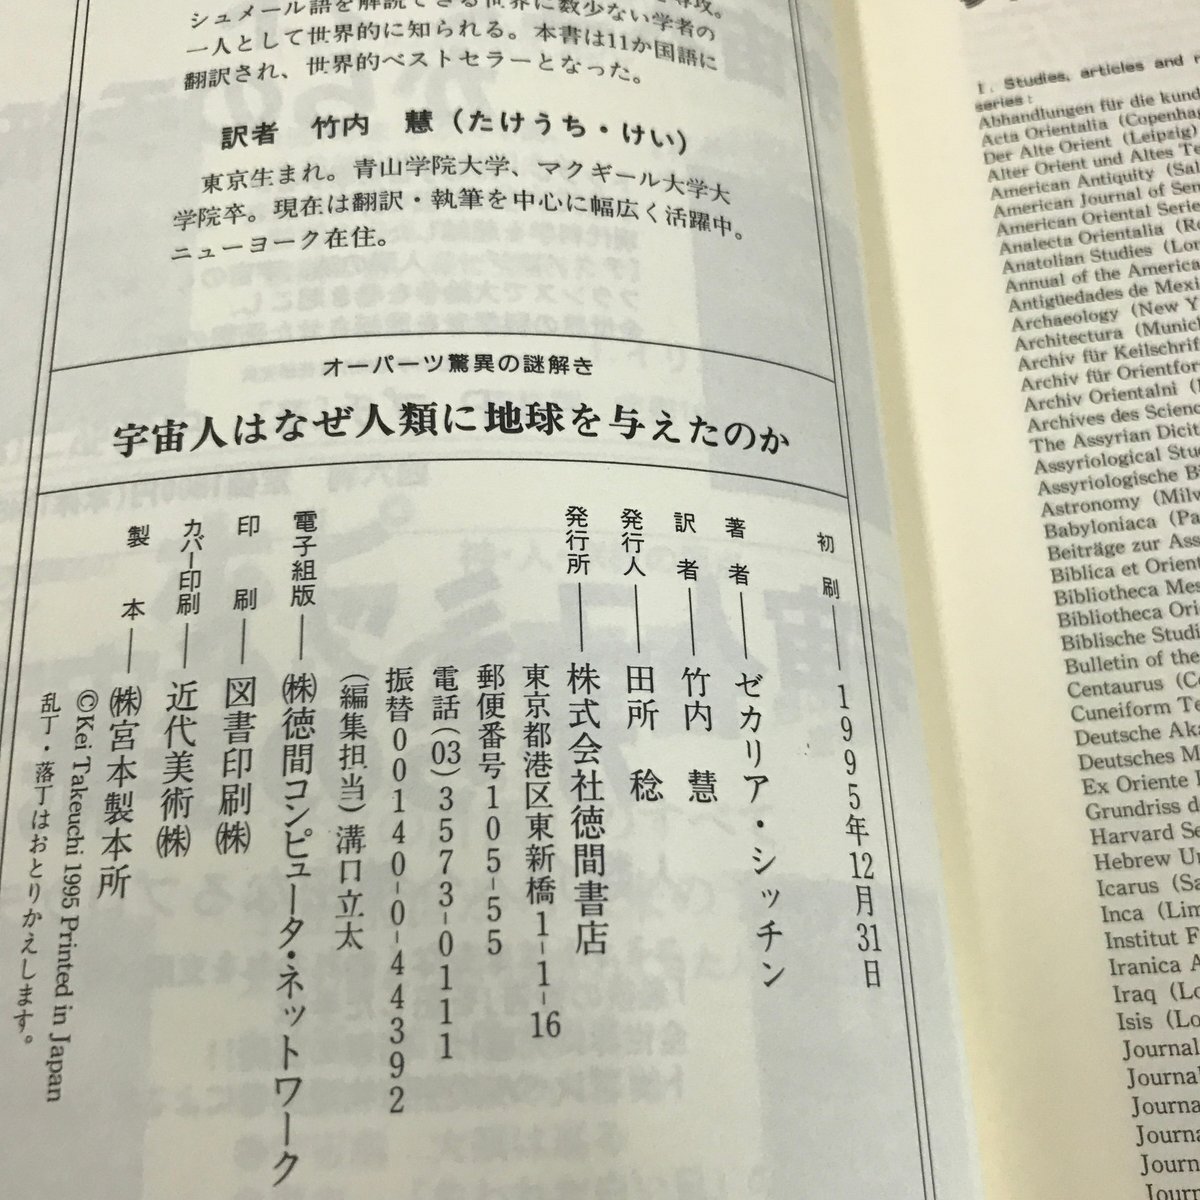 シュメール語を解読できる世界に数少ない学者の
一人として世界的に知られる。本書は11か国語に
翻訳され、世界的ベストセラーとなった。
訳者 竹内 慧（たけうち・けい）
東京生まれ。青山学院大学、マクギール大学大
学院卒。現在は翻訳・執筆を中心に幅広く活躍中。
ニューヨーク在住。
オーパーツ驚異の謎解き
宇宙人はなぜ人類に地球を与えたのか
初刷——1995年12月31日
著者——ゼカリア・シッチン
訳者——竹内 慧
発行人——田所 稔
発行所——株式会社徳間書店
東京都港区東新橋1-1-16
郵便番号105-55
電話(03)3573-0111
振替00140-0-44392
（編集担当）溝口立太
電子組版——㈱徳間コンピュータ・ネットワーク
印刷——図書印刷㈱
カバー印刷——近代美術㈱
製本——㈱宮本製本所
©Kei Takeuchi 1995 Printed in Japan
乱丁・落丁はおとりかえします。
1. Studies, articles and
series:
Abhandlungen für die kund
Acta Orientalia (Copenhag
Der Alte Orient (Leipzig)
Alter Orient und Altes Te
American Antiquity (Sal
American Journal of Sem
American Oriental Serie
Analecta Orientalia (Ro
Anatolian Studies (Lon
Annual of the America
Antigüedades de Mexi
Archaeology (New Y
Architectura (Munich
Archiv für Keilschrif
Archiv für Orientfor
Archiv Orientalni (
Archives des Scienc
The Assyrian Dicit
Assyriological Stu
Assyriologische B
Astronomy (Milw
Babyloniaca (Pa
Beiträge zur Ass
Biblica et Orient
Bibliotheca Mes
Bibliotheca Ori
Biblische Studi
Bulletin of the
Centaurus (Co
Cuneiform Te
Deutsche Aka
Deutsches M
Ex Oriente
Grundriss d
Harvard Se
Hebrew Un
Icarus (Sa
Inca (Lim
Institut F
Iranica A
Iraq (Lo
Isis (Lo
Journal
Journa
Journa
Journ
Journ
Jour